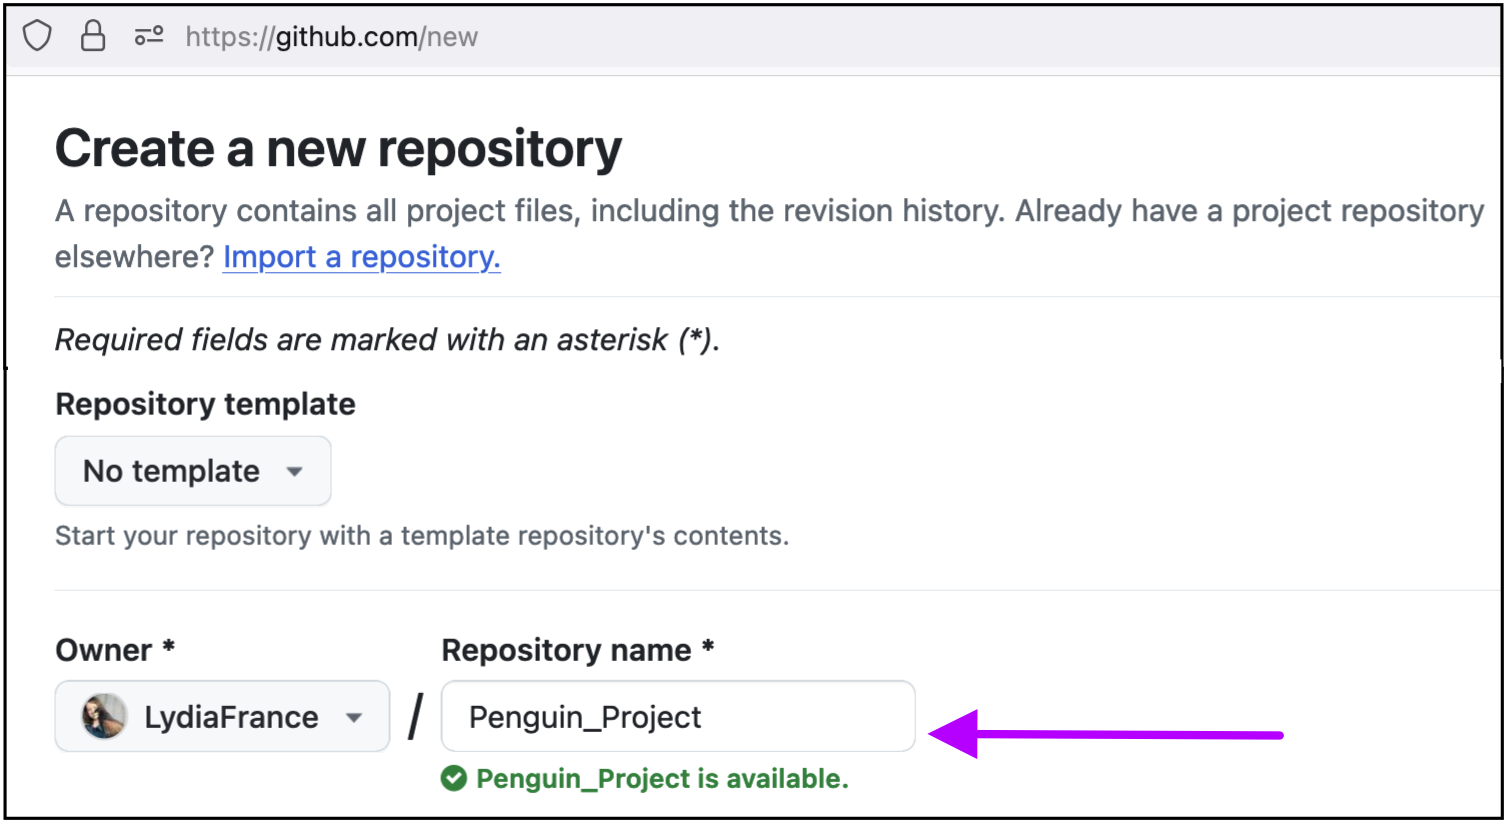 https://github.com/new
Create a new repository
A repository contains all project files, including the revision history. Already have a project repository
elsewhere? Import a repository.
Required fields are marked with an asterisk (*).
Repository template
No template
Start your repository with a template repository's contents.
Owner * Repository name *
LydiaFrance / Penguin_Project
Penguin_Project is available.